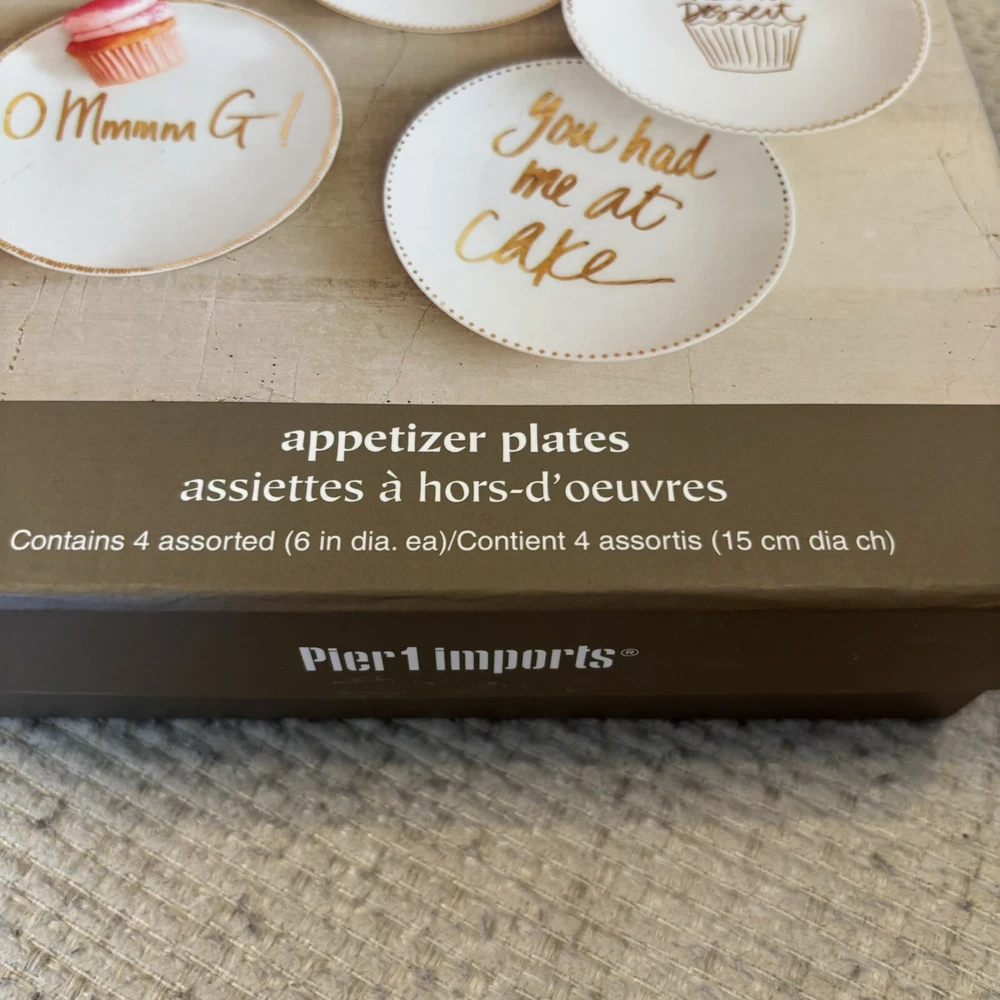 Dessert
O Mmmm G!
you had
me at
cake
appetizer plates
assiettes à hors-d'oeuvres
Contains 4 assorted (6 in dia. ea)/Contient 4 assortis (15 cm dia ch)
Pier1 imports®